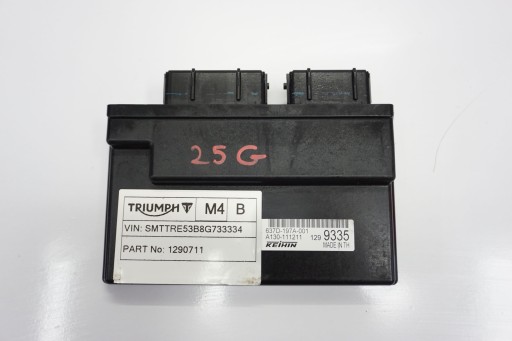 25G
TRIUMPH M4 B
VIN: SMTTRE53B8G733334
PART No: 1290711
637D-197A-001
A130-111211 129 9335
KEIHIN MADE IN TH